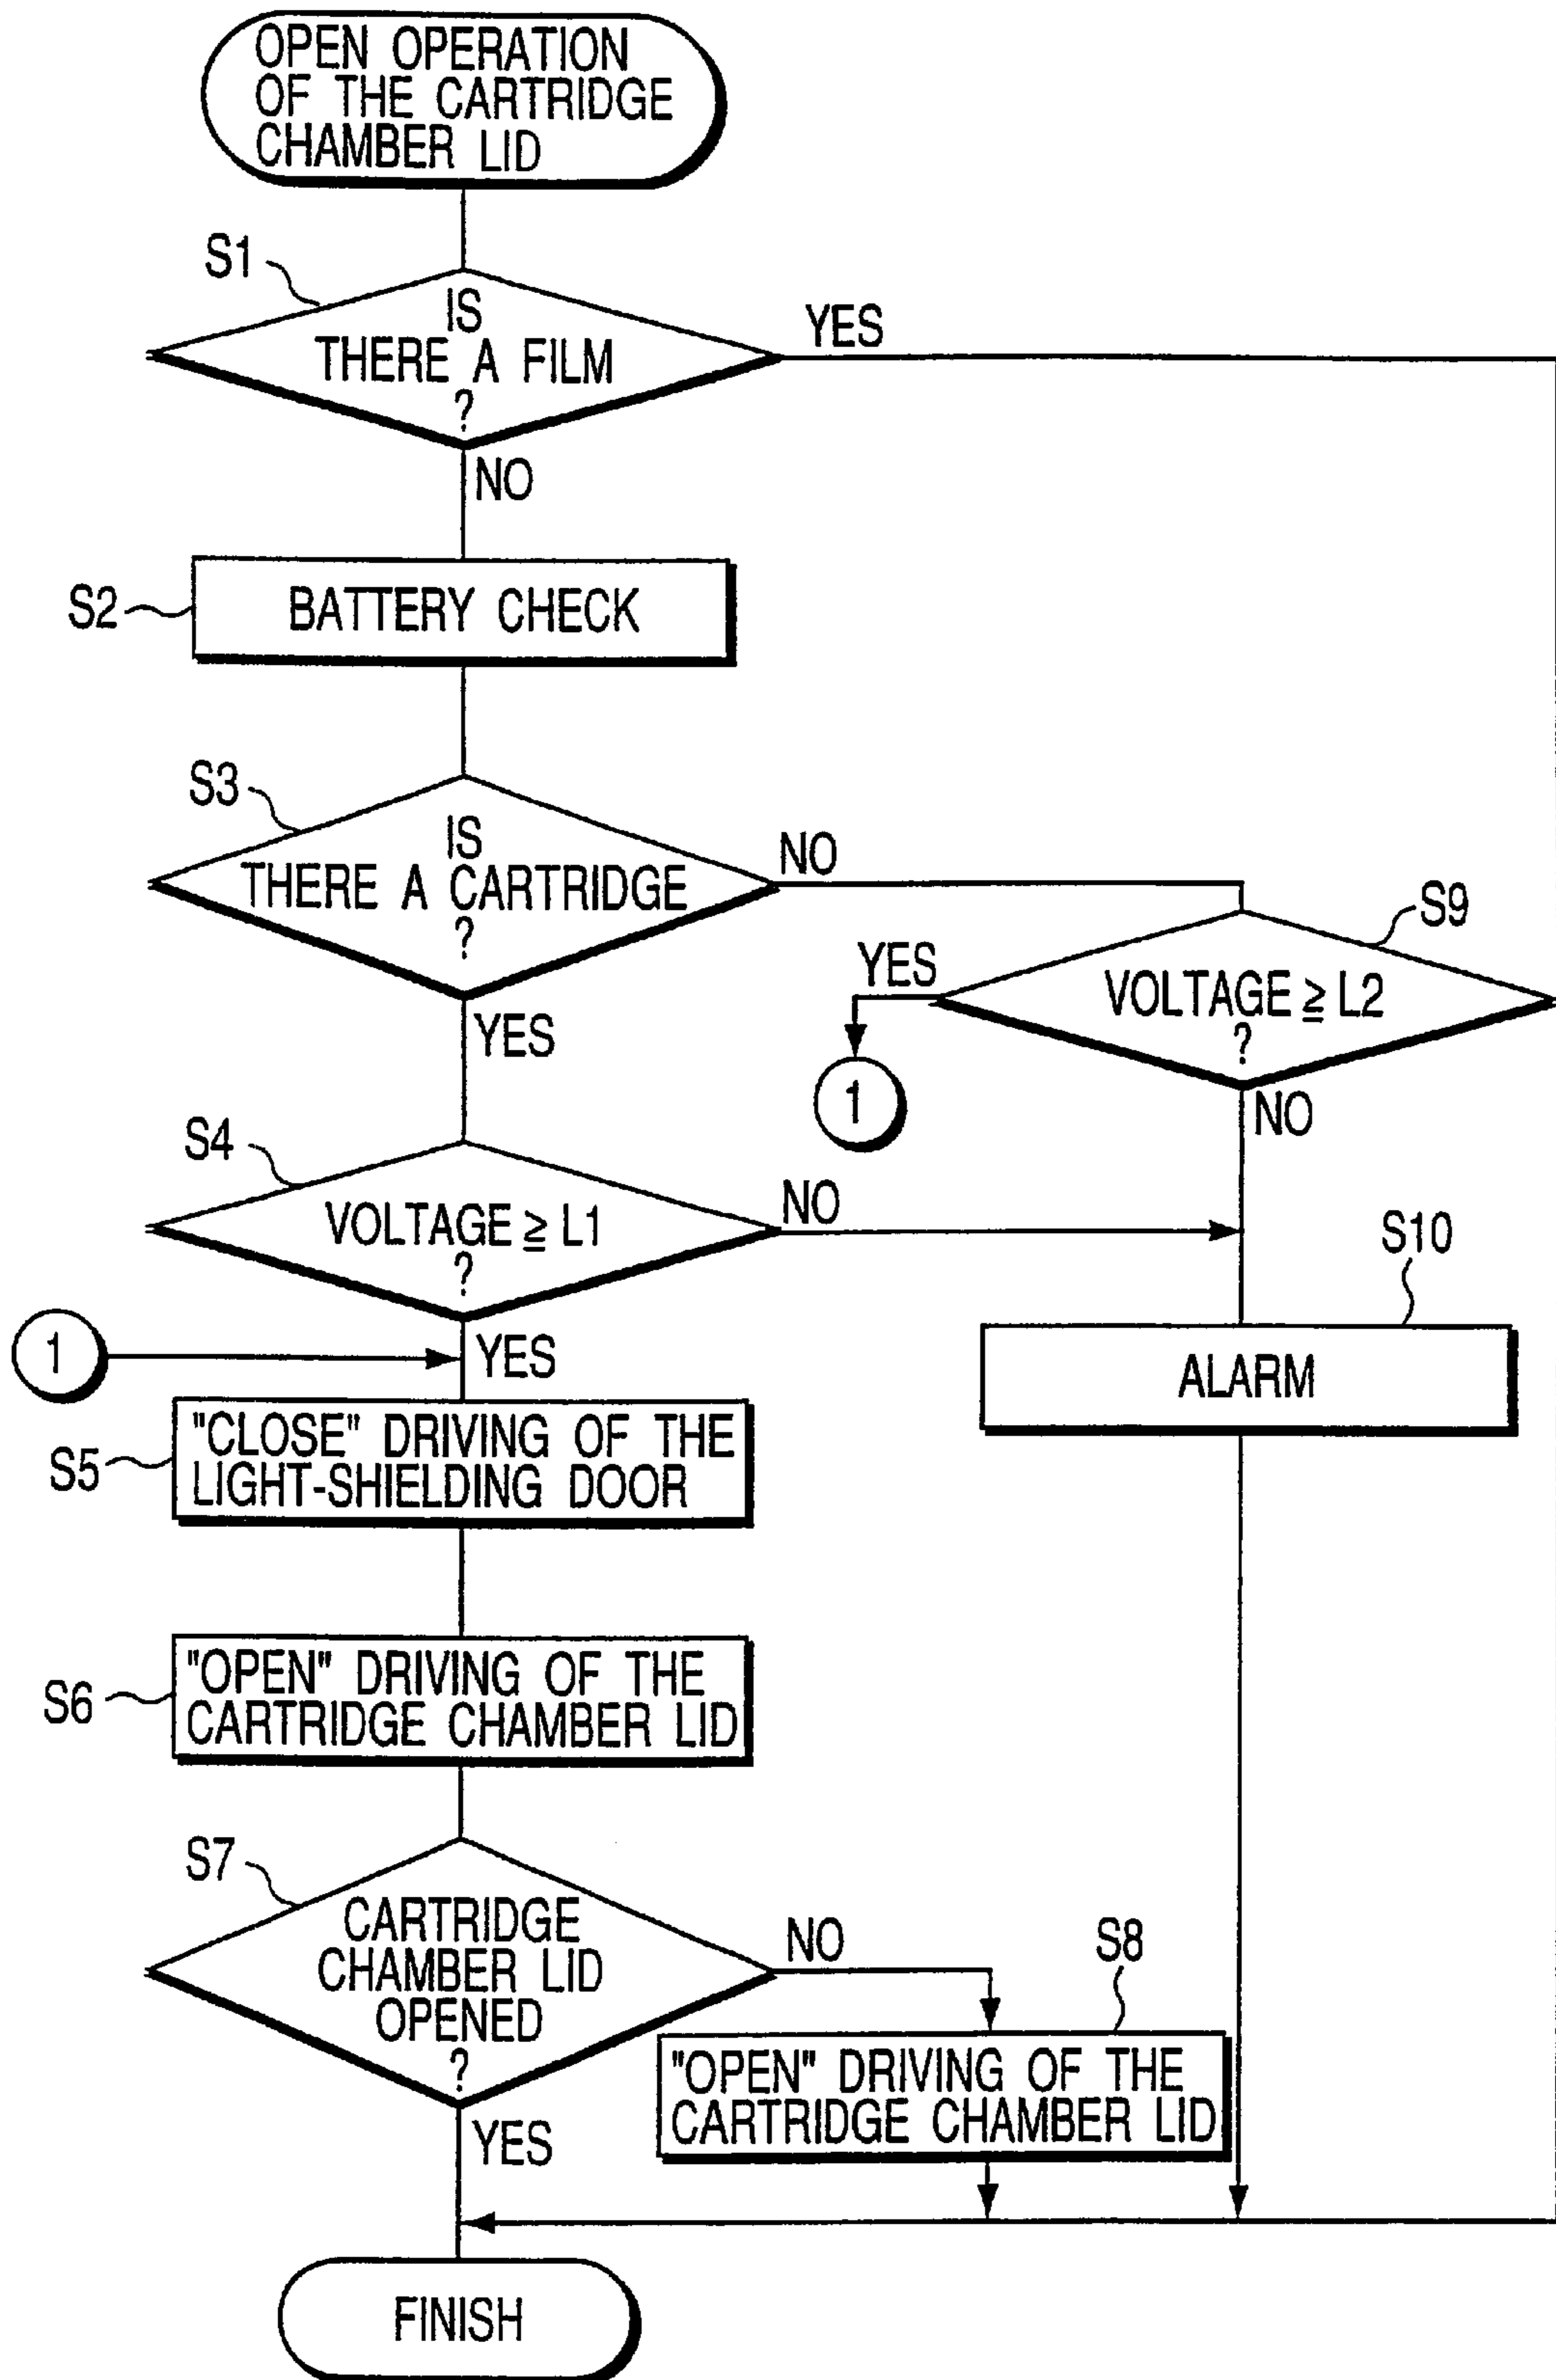 OPEN OPERATION
OF THE CARTRIDGE
CHAMBER LID
S1
IS
THERE A FILM
?
YES
NO
S2
BATTERY CHECK
S3
IS
THERE A CARTRIDGE
?
NO
YES
S9
VOLTAGE ≧ L2
?
YES
1
NO
S4
VOLTAGE ≧ L1
?
NO
YES
1
S10
ALARM
S5
"CLOSE" DRIVING OF THE
LIGHT-SHIELDING DOOR
S6
"OPEN" DRIVING OF THE
CARTRIDGE CHAMBER LID
S7
CARTRIDGE
CHAMBER LID
OPENED
?
NO
YES
S8
"OPEN" DRIVING OF THE
CARTRIDGE CHAMBER LID
FINISH